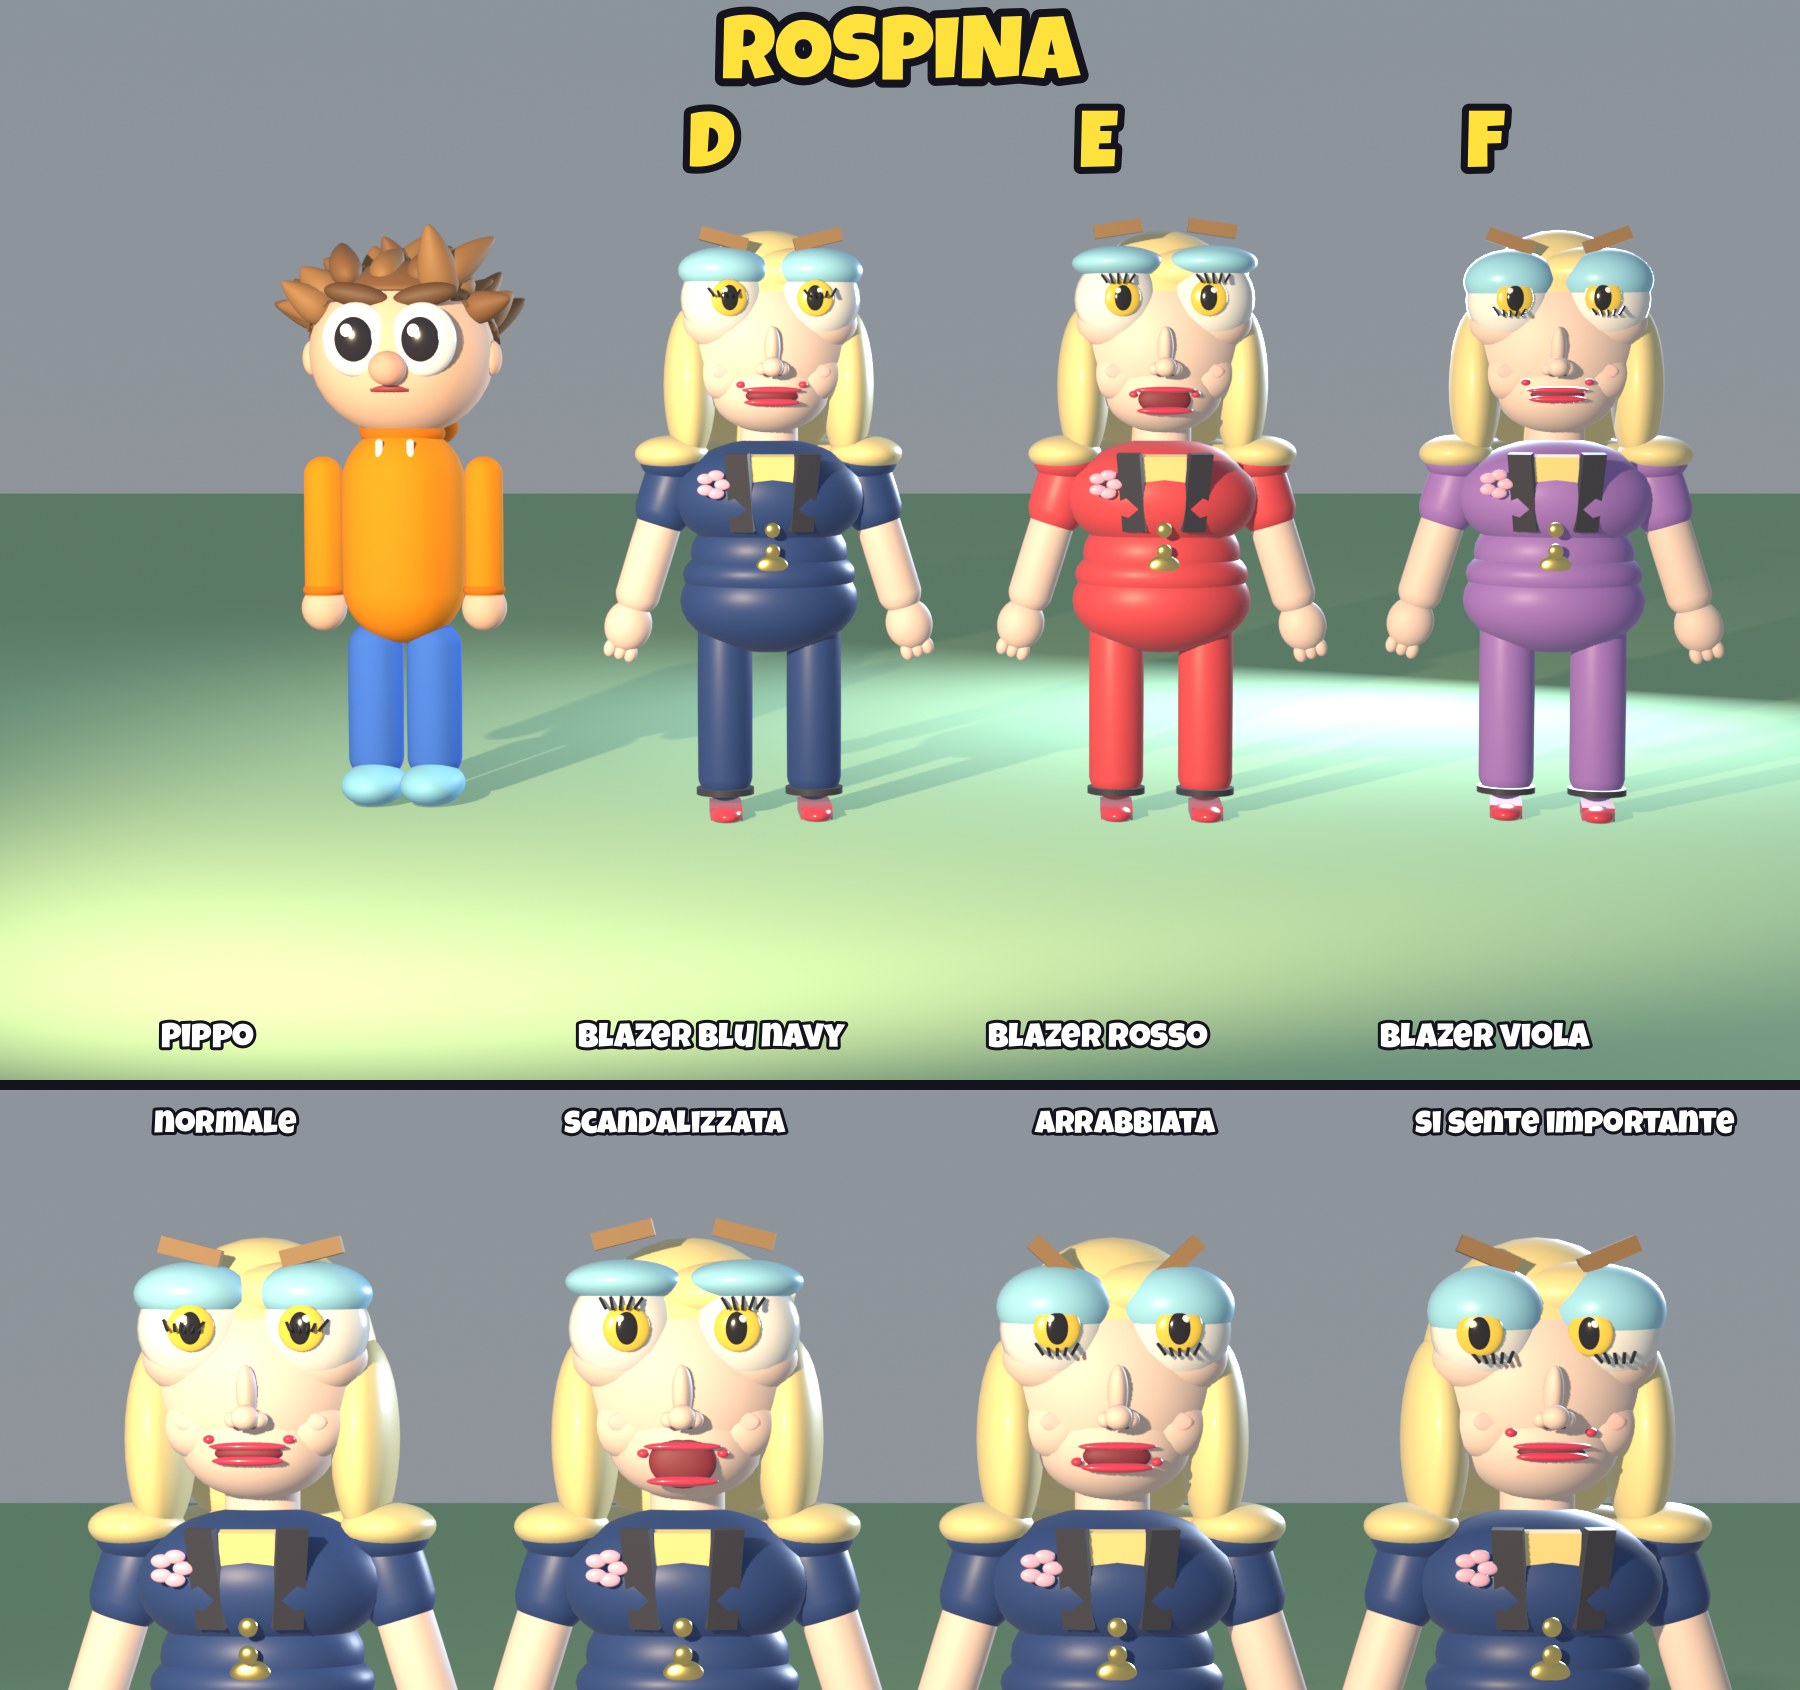 ROSPINA
D E F
PIPPO BLAZER BLU NAVY BLAZER ROSSO BLAZER VIOLA
NORMALE SCANDALIZZATA ARRABBIATA SI SENTE IMPORTANTE